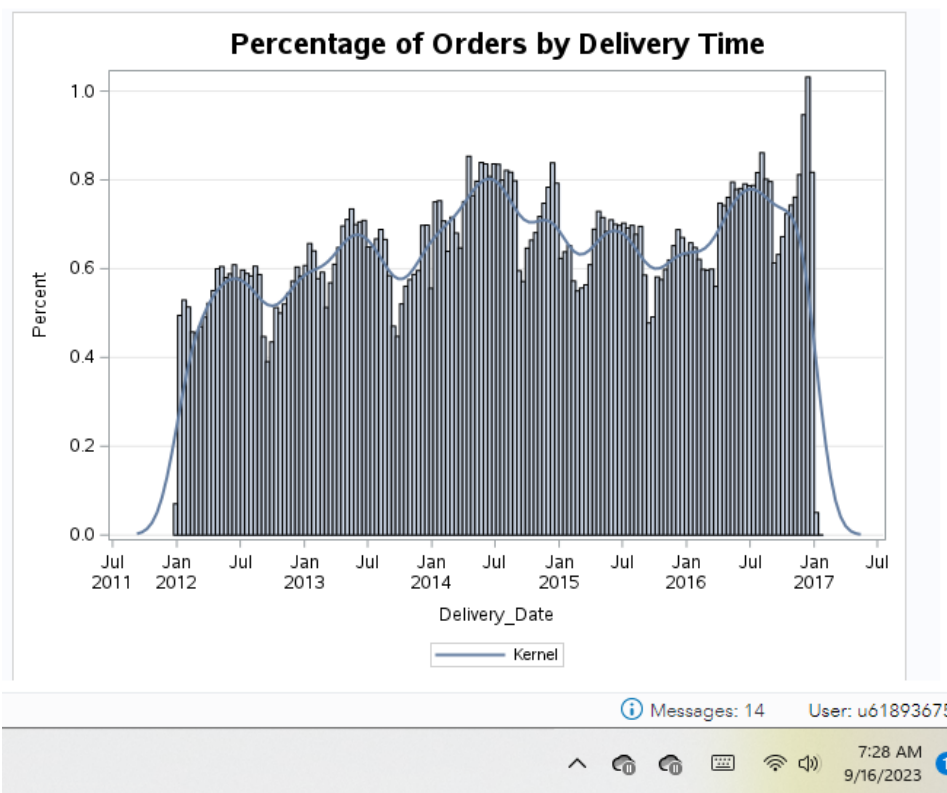 Percentage of Orders by Delivery Time
1.0
0.8
0.6
0.4
0.2
0.0
Percent
Jul Jan Jul Jan Jul Jan Jul Jan Jul Jan Jul Jan Jul
2011 2012 2013 2014 2015 2016 2017
Delivery_Date
Kernel
Messages: 14 User: u61893675
7:28 AM
9/16/2023